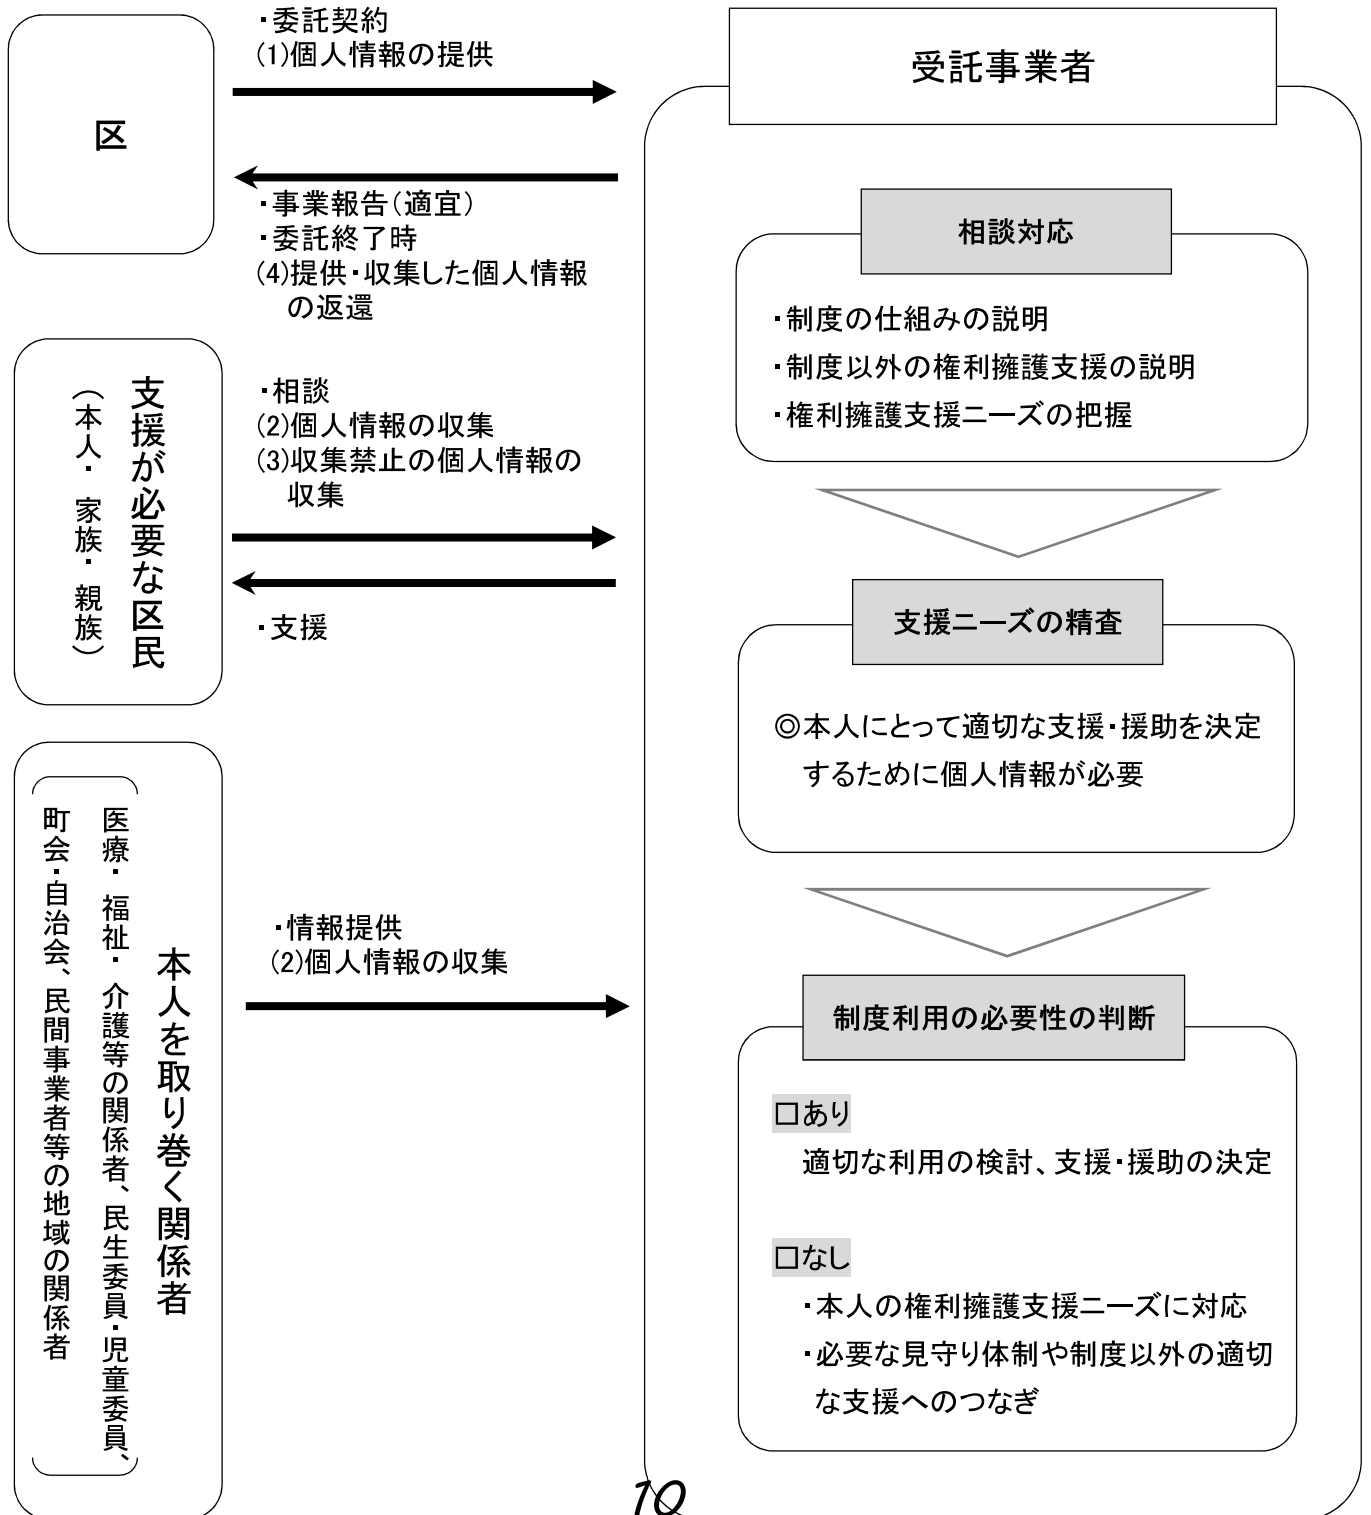 区
・委託契約
(1)個人情報の提供
・事業報告(適宜)
・委託終了時
(4)提供・収集した個人情報
の返還
支援が必要な区民
(本人・家族・親族)
・相談
(2)個人情報の収集
(3)収集禁止の個人情報の
収集
・支援
本人を取り巻く関係者
医療・福祉・介護等の関係者、民生委員・児童委員、
町会・自治会、民間事業者等の地域の関係者
・情報提供
(2)個人情報の収集
受託事業者
相談対応
・制度の仕組みの説明
・制度以外の権利擁護支援の説明
・権利擁護支援ニーズの把握
支援ニーズの精査
◎本人にとって適切な支援・援助を決定
するために個人情報が必要
制度利用の必要性の判断
□あり
適切な利用の検討、支援・援助の決定
□なし
・本人の権利擁護支援ニーズに対応
・必要な見守り体制や制度以外の適切
な支援へのつなぎ
10